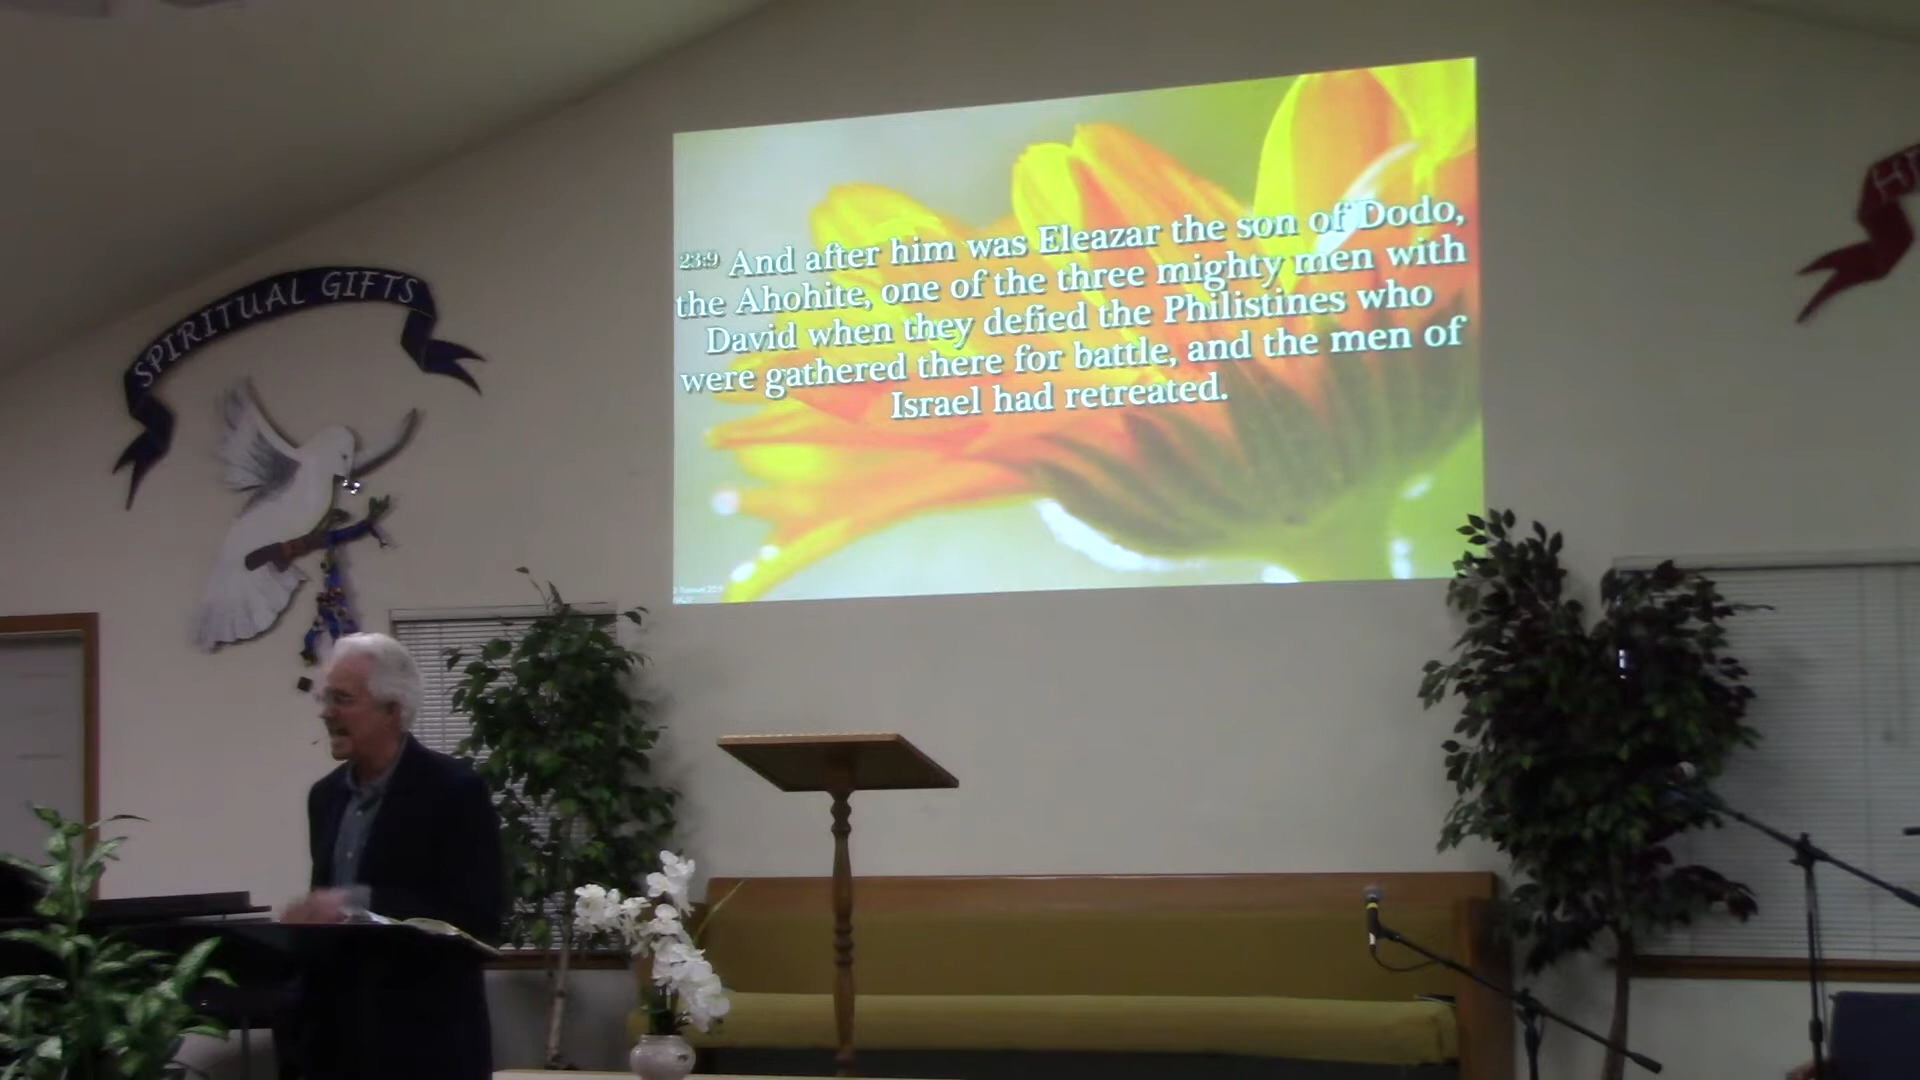 SPIRITUAL GIFTS
23:9 And after him was Eleazar the son of Dodo,
the Ahohite, one of the three mighty men with
David when they defied the Philistines who
were gathered there for battle, and the men of
Israel had retreated.